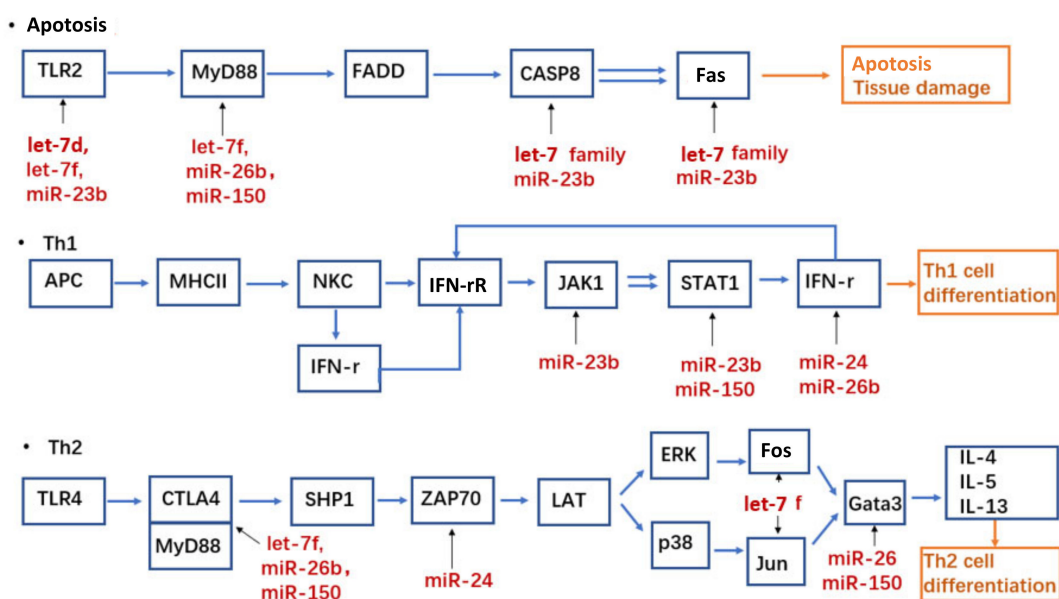 • Apotosis
TLR2
MyD88
FADD
CASP8
Fas
Apotosis
Tissue damage
let-7d,
let-7f,
miR-23b
let-7f,
miR-26b,
miR-150
let-7 family
miR-23b
let-7 family
miR-23b
• Th1
APC
MHCII
NKC
IFN-rR
JAK1
STAT1
IFN-r
Th1 cell
differentiation
IFN-r
miR-23b
miR-23b
miR-150
miR-24
miR-26b
• Th2
TLR4
CTLA4
MyD88
SHP1
ZAP70
LAT
ERK
Fos
let-7 f
p38
Jun
Gata3
IL-4
IL-5
IL-13
let-7f,
miR-26b,
miR-150
miR-24
miR-26
miR-150
Th2 cell
differentiation